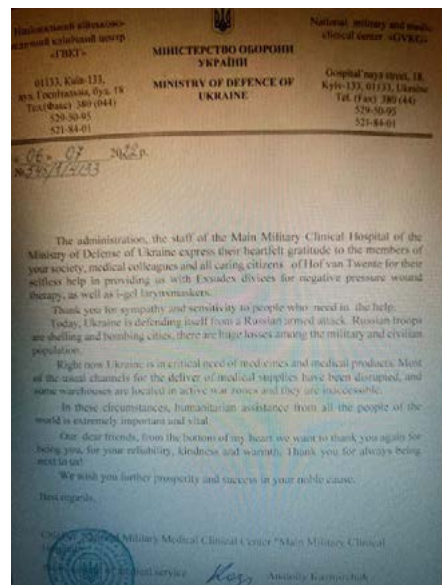 Національний військово-
медичний клінічний центр
«ГВКГ»
01133, Київ-133,
вул. Госпітальна, буд. 18
Тел.(Факс) 380 (044)
529-50-95
521-84-01
МІНІСТЕРСТВО ОБОРОНИ
УКРАЇНИ
MINISTRY OF DEFENCE OF
UKRAINE
National military and medic
clinical center «GVKG»
Gospital'naya street, 18,
Kyiv-133, 01133, Ukraine
Tel. (Fax) 380 (44)
529-50-95
521-84-01
« 06 » 07 2022 р.
The administration, the staff of the Main Military Clinical Hospital of the
Ministry of Defense of Ukraine express their heartfelt gratitude to the members of
your society, medical colleagues and all caring citizens of Hof van Twente for their
selfless help in providing us with Exsudex divices for negative pressure wound
therapy, as well as i-gel larynxmaskers.
Thank you for sympathy and sensitivity to people who need in the help.
Today, Ukraine is defending itself from a Russian armed attack. Russian troops
are shelling and bombing cities, there are huge losses among the military and civilian
population.
Right now Ukraine is in critical need of medicines and medical products. Most
of the usual channels for the deliver of medical supplies have been disrupted, and
some warehouses are located in active war zones and they are inaccessible.
In these circumstances, humanitarian assistance from all the people of the
world is extremely important and vital.
Our dear friends, from the bottom of my heart we want to thank you again for
being you, for your reliability, kindness and warmth. Thank you for always being
next to us!
We wish you further prosperity and success in your noble cause.
Best regards,
Military Medical Clinical Center "Main Military Clinical
medical service